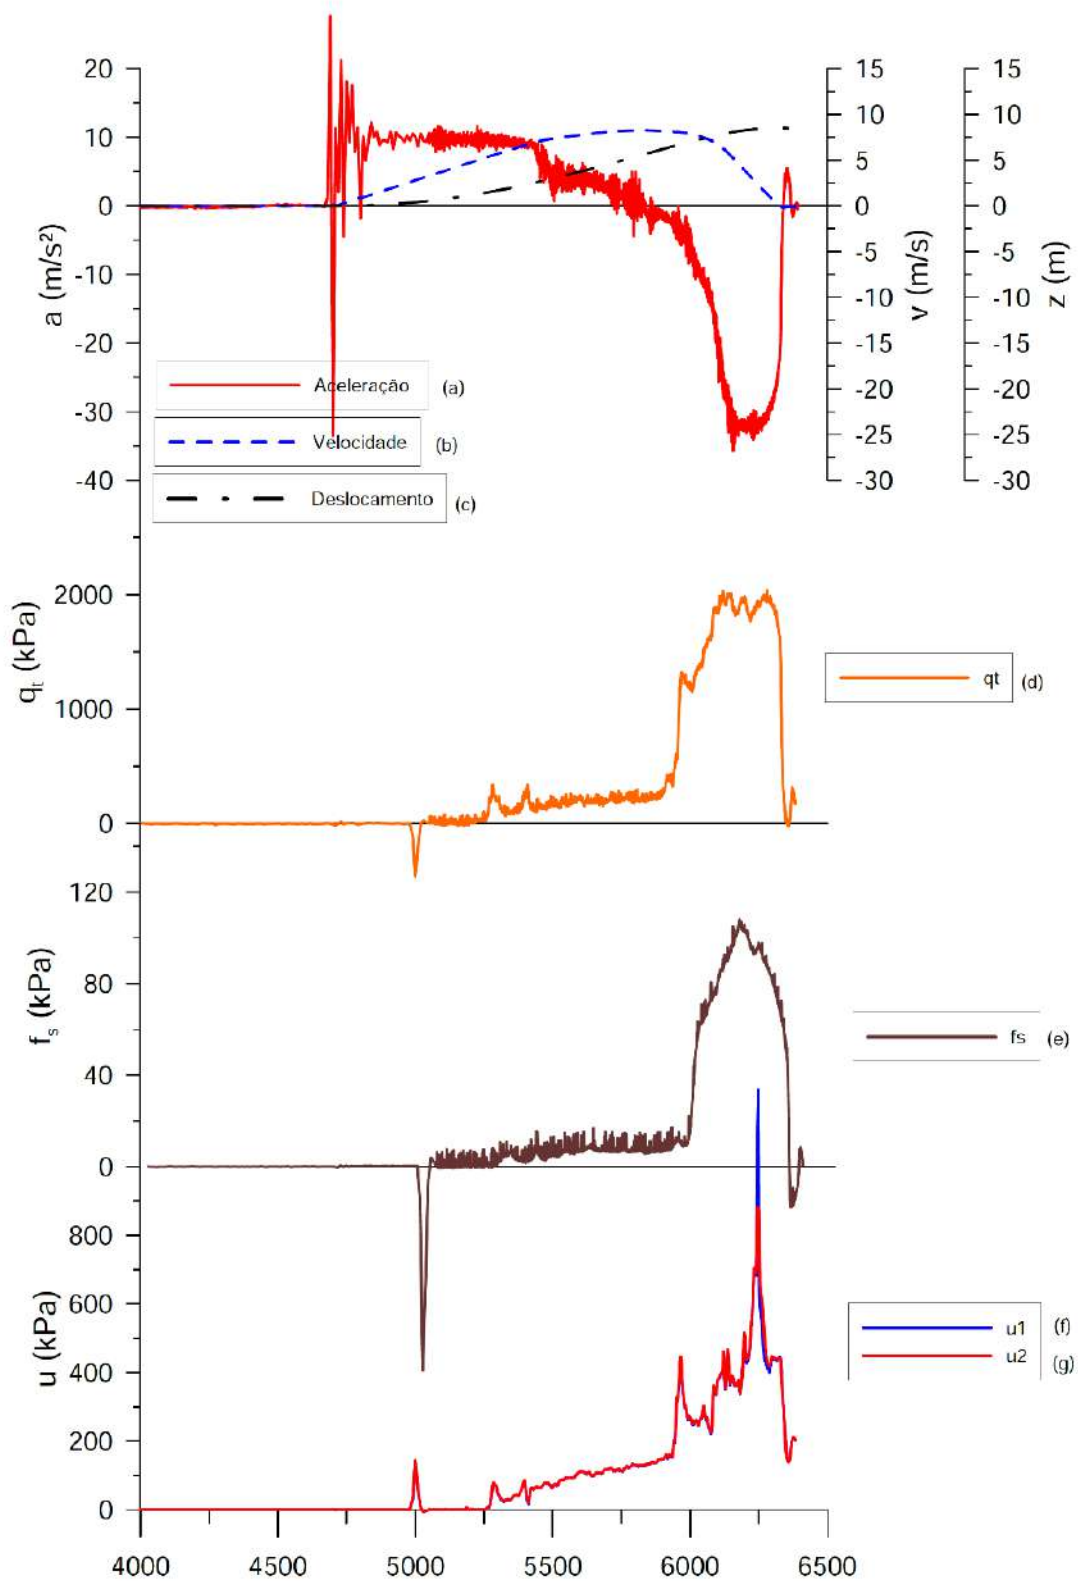 20
10
0
-10
-20
-30
-40
a (m/s²)
15
10
5
0
-5
-10
-15
-20
-25
-30
v (m/s)
15
10
5
0
-5
-10
-15
-20
-25
-30
z (m)
Aceleração (a)
Velocidade (b)
Deslocamento (c)
2000
1000
0
qt (kPa)
qt (d)
120
80
40
0
fs (kPa)
fs (e)
800
600
400
200
0
u (kPa)
u1 (f)
u2 (g)
4000 4500 5000 5500 6000 6500